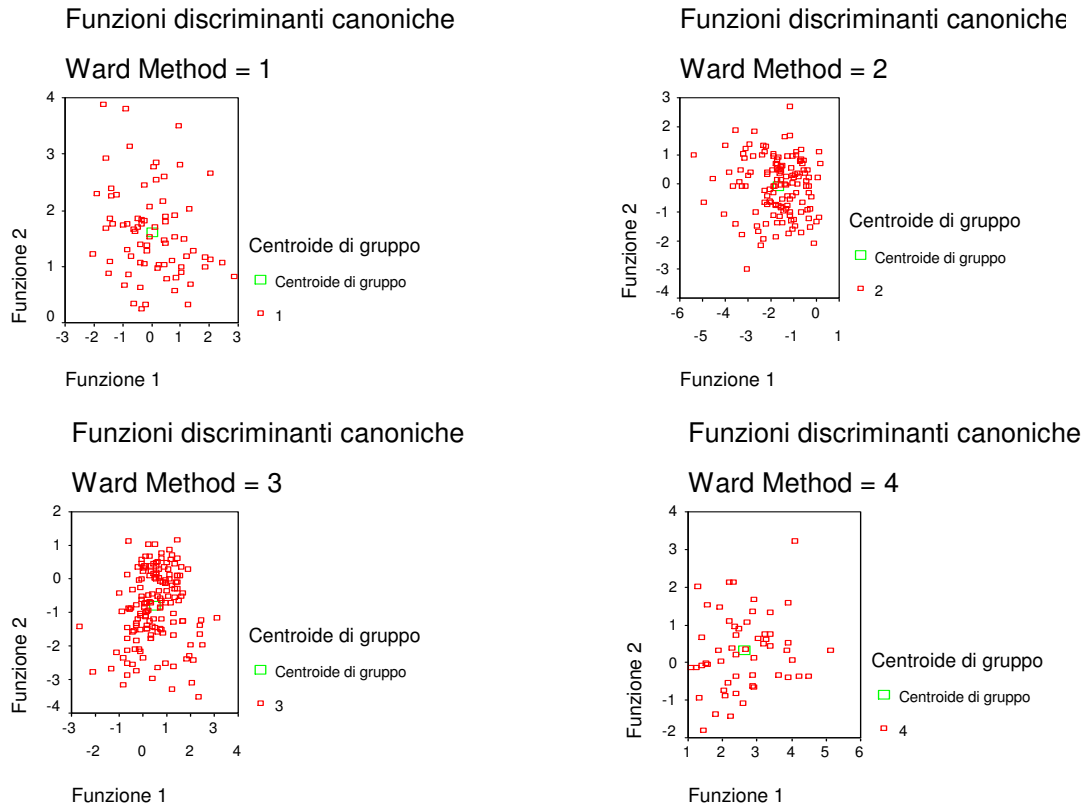 Funzioni discriminanti canoniche
Ward Method = 1
4
3
2
1
0
Funzione 2
-3 -2 -1 0 1 2 3
Funzione 1
Centroide di gruppo
Centroide di gruppo
1
Funzioni discriminanti canoniche
Ward Method = 2
3
2
1
0
-1
-2
-3
-4
Funzione 2
-6 -4 -2 0
-5 -3 -1 1
Funzione 1
Centroide di gruppo
Centroide di gruppo
2
Funzioni discriminanti canoniche
Ward Method = 3
2
1
0
-1
-2
-3
-4
Funzione 2
-3 -1 1 3
-2 0 2 4
Funzione 1
Centroide di gruppo
Centroide di gruppo
3
Funzioni discriminanti canoniche
Ward Method = 4
4
3
2
1
0
-1
-2
Funzione 2
1 2 3 4 5 6
Funzione 1
Centroide di gruppo
Centroide di gruppo
4